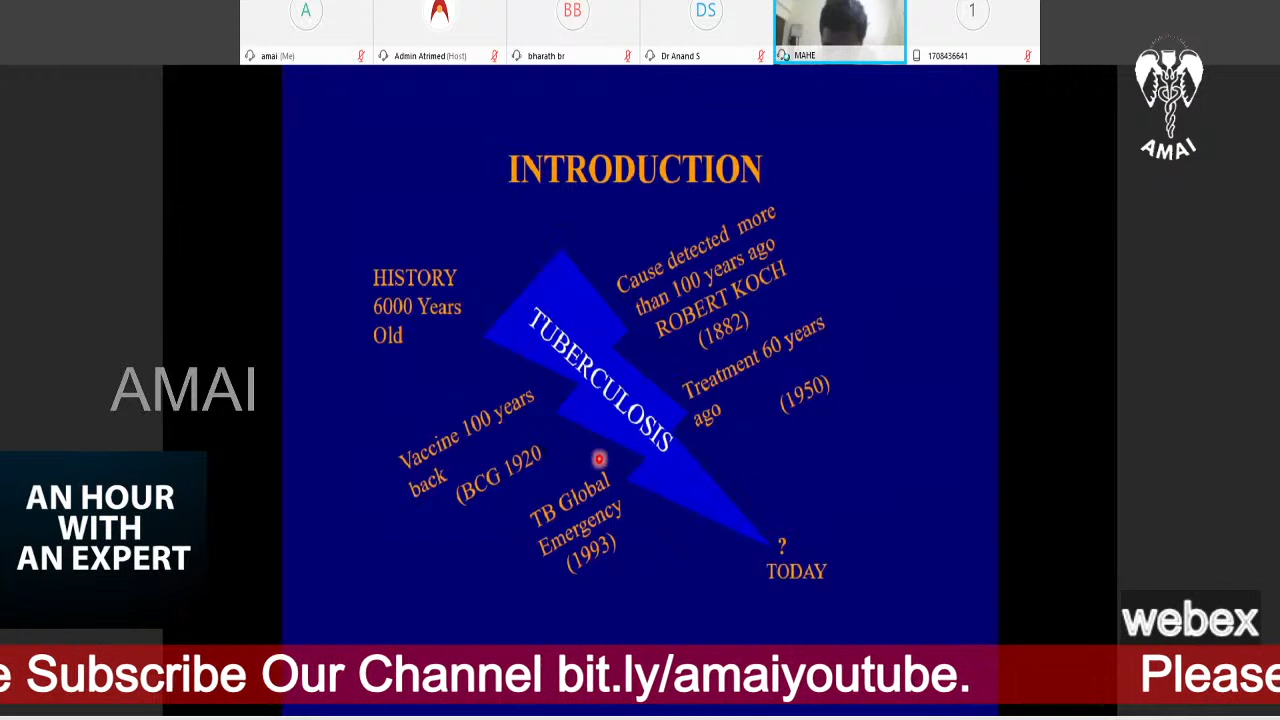 A
BB
DS
1
amai (Me)
Admin Atrimed (Host)
bharath br
Dr Anand S
MAHE
1708436641
AMAI
INTRODUCTION
HISTORY
6000 Years
Old
Cause detected more
than 100 years ago
ROBERT KOCH
(1882)
TUBERCULOSIS
Treatment 60 years
ago (1950)
Vaccine 100 years
back
(BCG 1920
TB Global
Emergency
(1993)
?
TODAY
AMAI
AN HOUR
WITH
AN EXPERT
webex
e Subscribe Our Channel bit.ly/amaiyoutube. Please